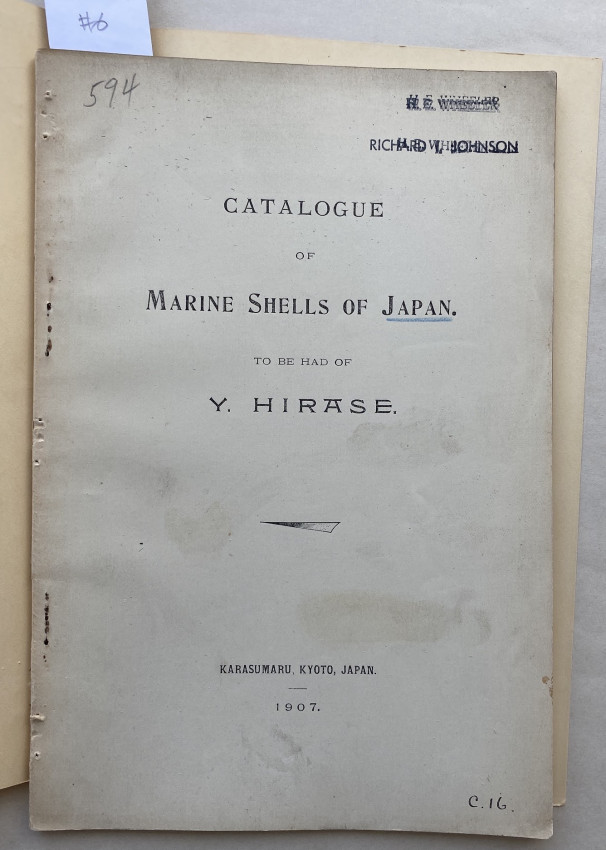 #6
594
H. E. WHEELER
RICHARD I. JOHNSON
CATALOGUE
OF
MARINE SHELLS OF JAPAN.
TO BE HAD OF
Y. HIRASE.
KARASUMARU, KYOTO, JAPAN.
1907.
C.16